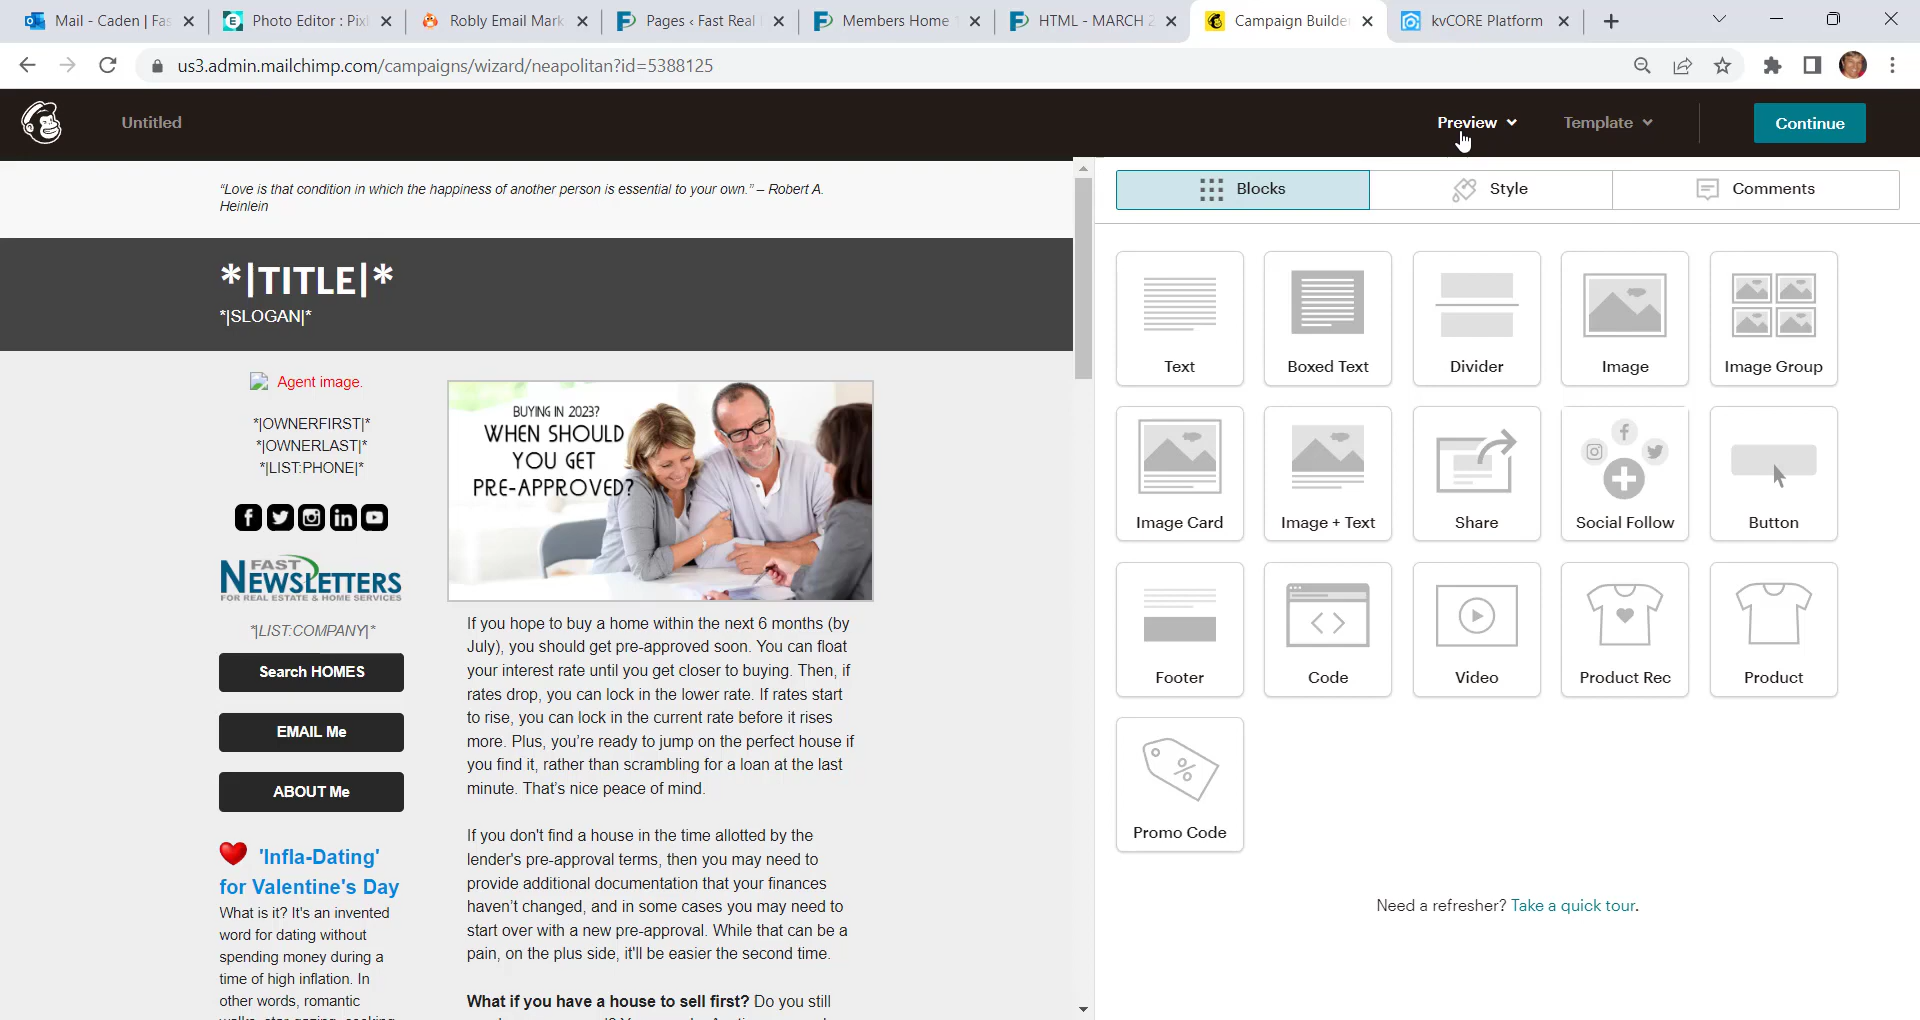 Mail - Caden | Fas
Photo Editor : Pixl
Robly Email Mark
Pages ‹ Fast Real
Members Home
HTML - MARCH 2
Campaign Builde
kvCORE Platform
us3.admin.mailchimp.com/campaigns/wizard/neapolitan?id=5388125
Untitled
Preview
Template
Continue
“Love is that condition in which the happiness of another person is essential to your own.” – Robert A.
Heinlein
*|TITLE|*
*|SLOGAN|*
Agent image.
*|OWNERFIRST|*
*|OWNERLAST|*
*|LIST:PHONE|*
FAST
NEWSLETTERS
FOR REAL ESTATE & HOME SERVICES
*|LIST:COMPANY|*
Search HOMES
EMAIL Me
ABOUT Me
'Infla-Dating'
for Valentine's Day
What is it? It's an invented
word for dating without
spending money during a
time of high inflation. In
other words, romantic
BUYING IN 2023?
WHEN SHOULD
YOU GET
PRE-APPROVED?
If you hope to buy a home within the next 6 months (by
July), you should get pre-approved soon. You can float
your interest rate until you get closer to buying. Then, if
rates drop, you can lock in the lower rate. If rates start
to rise, you can lock in the current rate before it rises
more. Plus, you’re ready to jump on the perfect house if
you find it, rather than scrambling for a loan at the last
minute. That’s nice peace of mind.
If you don't find a house in the time allotted by the
lender's pre-approval terms, then you may need to
provide additional documentation that your finances
haven’t changed, and in some cases you may need to
start over with a new pre-approval. While that can be a
pain, on the plus side, it'll be easier the second time.
What if you have a house to sell first? Do you still
Blocks
Style
Comments
Text
Boxed Text
Divider
Image
Image Group
Image Card
Image + Text
Share
Social Follow
Button
Footer
Code
Video
Product Rec
Product
Promo Code
Need a refresher? Take a quick tour.